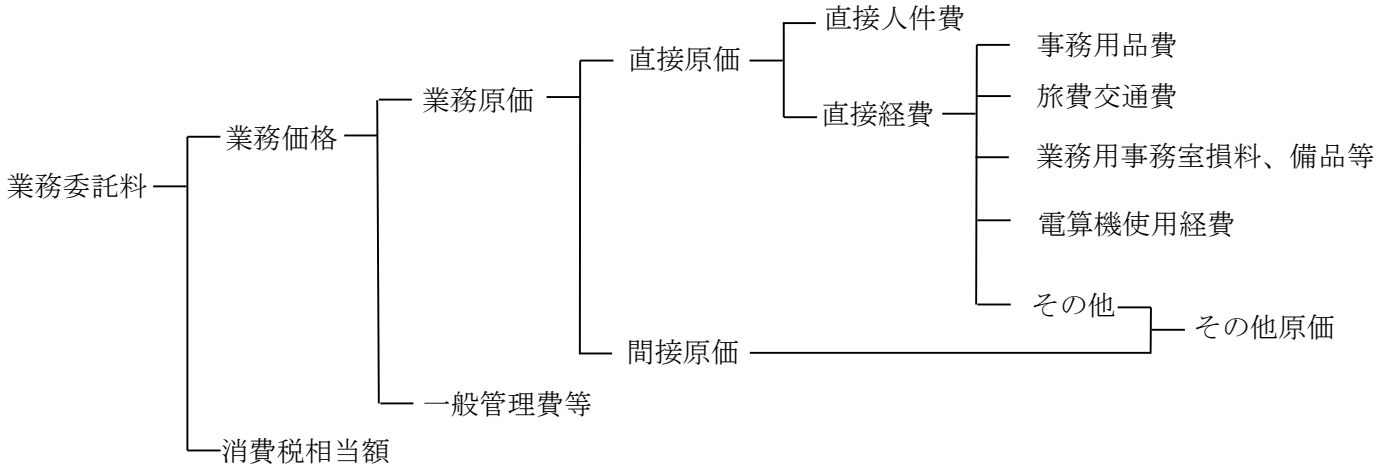 業務委託料
業務価格
業務原価
直接原価
直接人件費
直接経費
事務用品費
旅費交通費
業務用事務室損料、備品等
電算機使用経費
その他
その他原価
間接原価
一般管理費等
消費税相当額